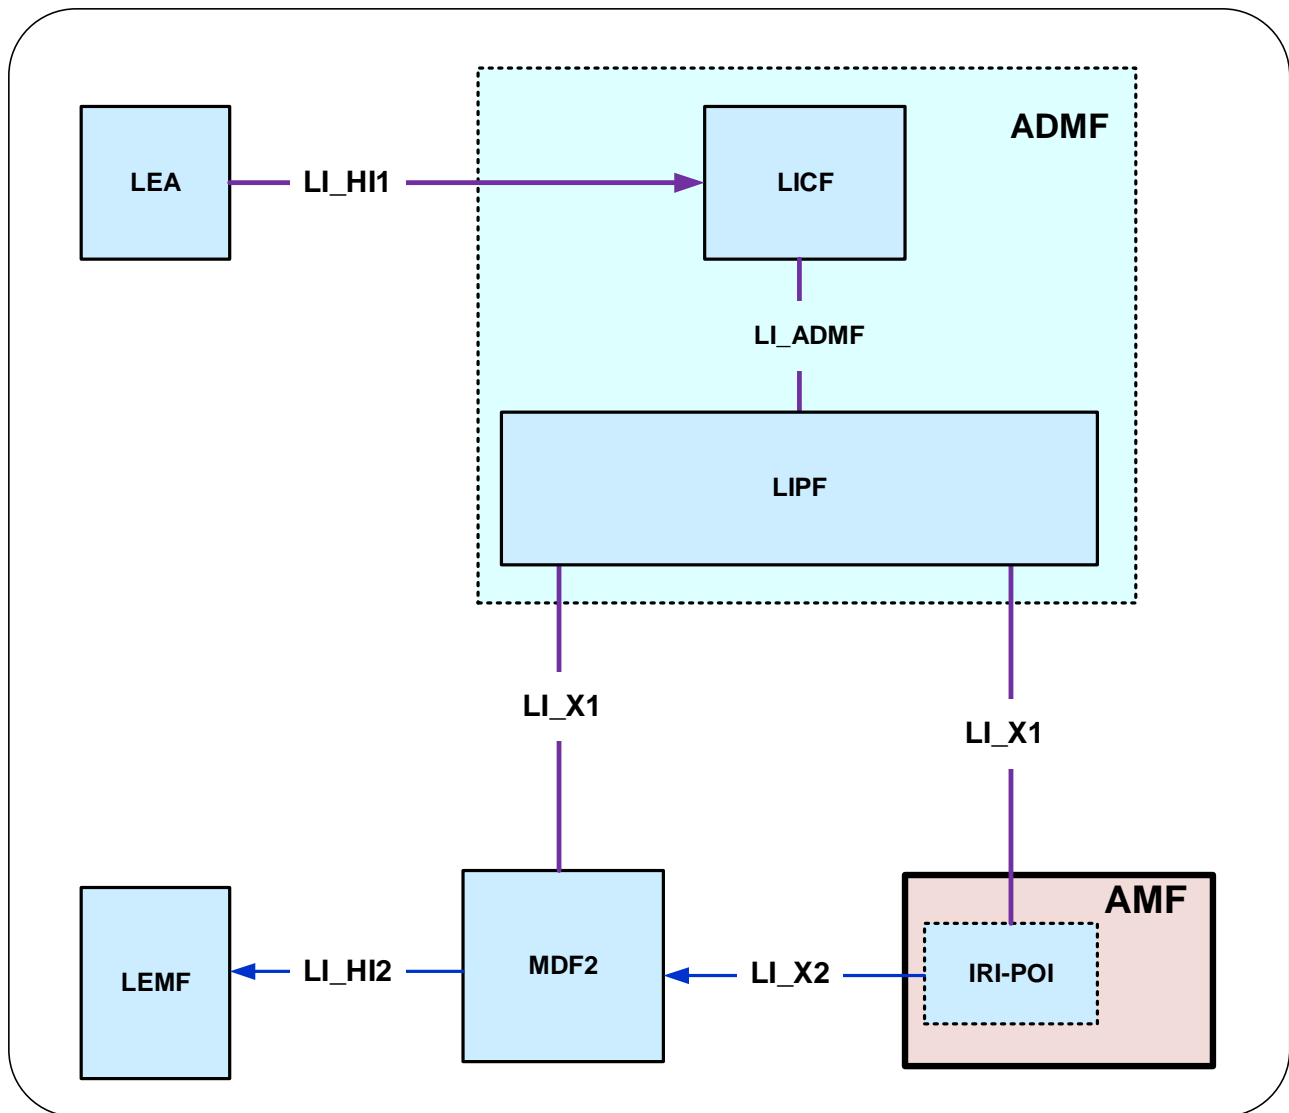 ADMF
LEA
LI_HI1
LICF
LI_ADMF
LIPF
LI_X1
LI_X1
AMF
LEMF
LI_HI2
MDF2
LI_X2
IRI-POI